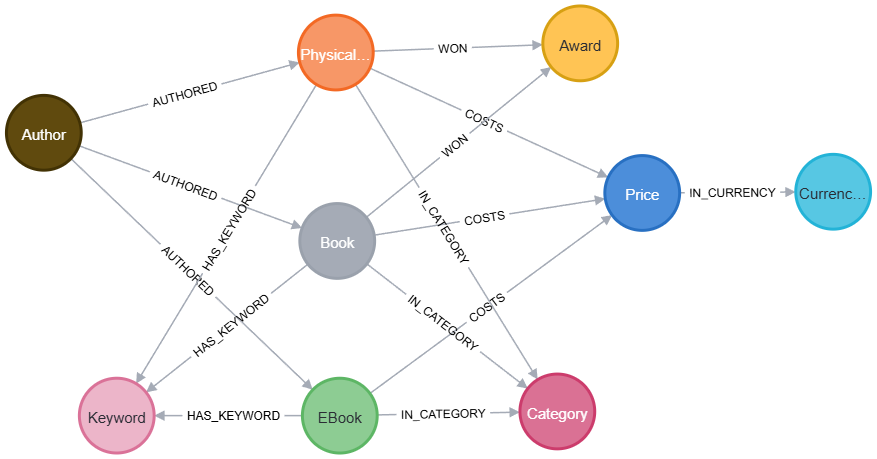 Physical...
WON
Award
AUTHORED
COSTS
Author
WON
AUTHORED
Price
IN_CURRENCY
Currenc...
HAS_KEYWORD
IN_CATEGORY
COSTS
Book
AUTHORED
HAS_KEYWORD
IN_CATEGORY
COSTS
Keyword
HAS_KEYWORD
EBook
IN_CATEGORY
Category